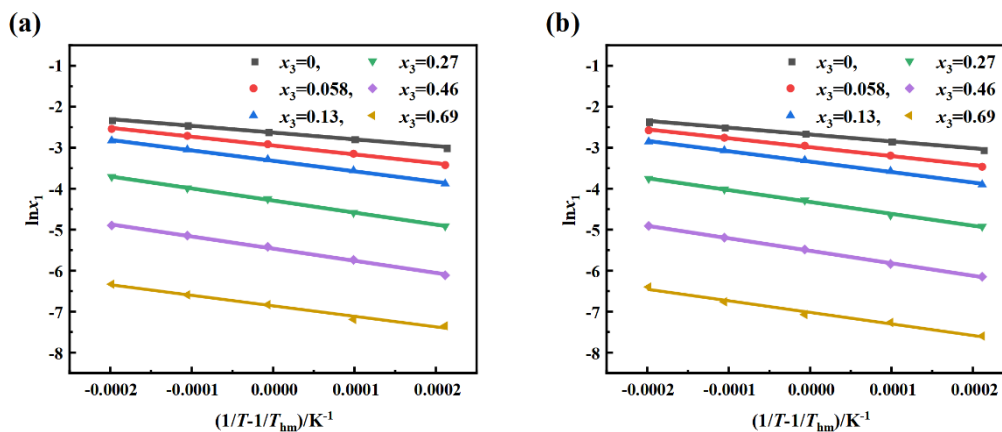 (a)
x3=0, x3=0.27
x3=0.058, x3=0.46
x3=0.13, x3=0.69
-1
-2
-3
-4
-5
-6
-7
-8
lnx1
-0.0002 -0.0001 0.0000 0.0001 0.0002
(1/T-1/Thm)/K-1
(b)
x3=0, x3=0.27
x3=0.058, x3=0.46
x3=0.13, x3=0.69
-1
-2
-3
-4
-5
-6
-7
-8
lnx1
-0.0002 -0.0001 0.0000 0.0001 0.0002
(1/T-1/Thm)/K-1